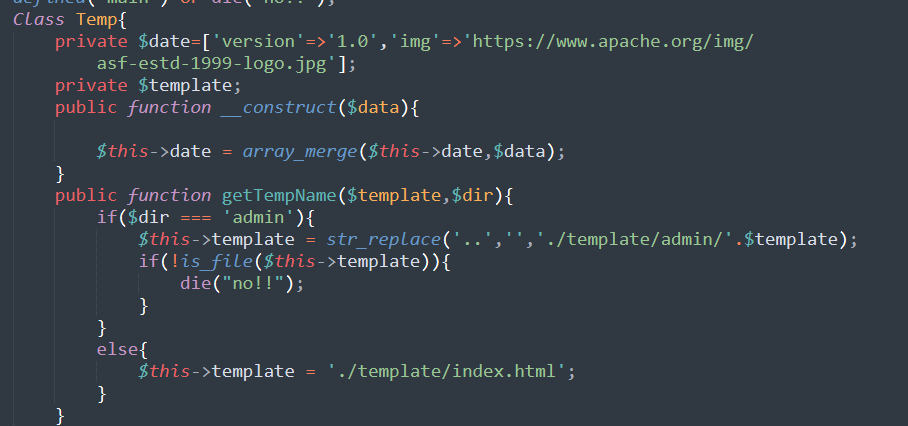 defined('main') or die('no!!');
Class Temp{
private $date=['version'=>'1.0','img'=>'https://www.apache.org/img/
asf-estd-1999-logo.jpg'];
private $template;
public function __construct($data){
$this->date = array_merge($this->date,$data);
}
public function getTempName($template,$dir){
if($dir === 'admin'){
$this->template = str_replace('..','','./template/admin/'.$template);
if(!is_file($this->template)){
die("no!!");
}
}
else{
$this->template = './template/index.html';
}
}